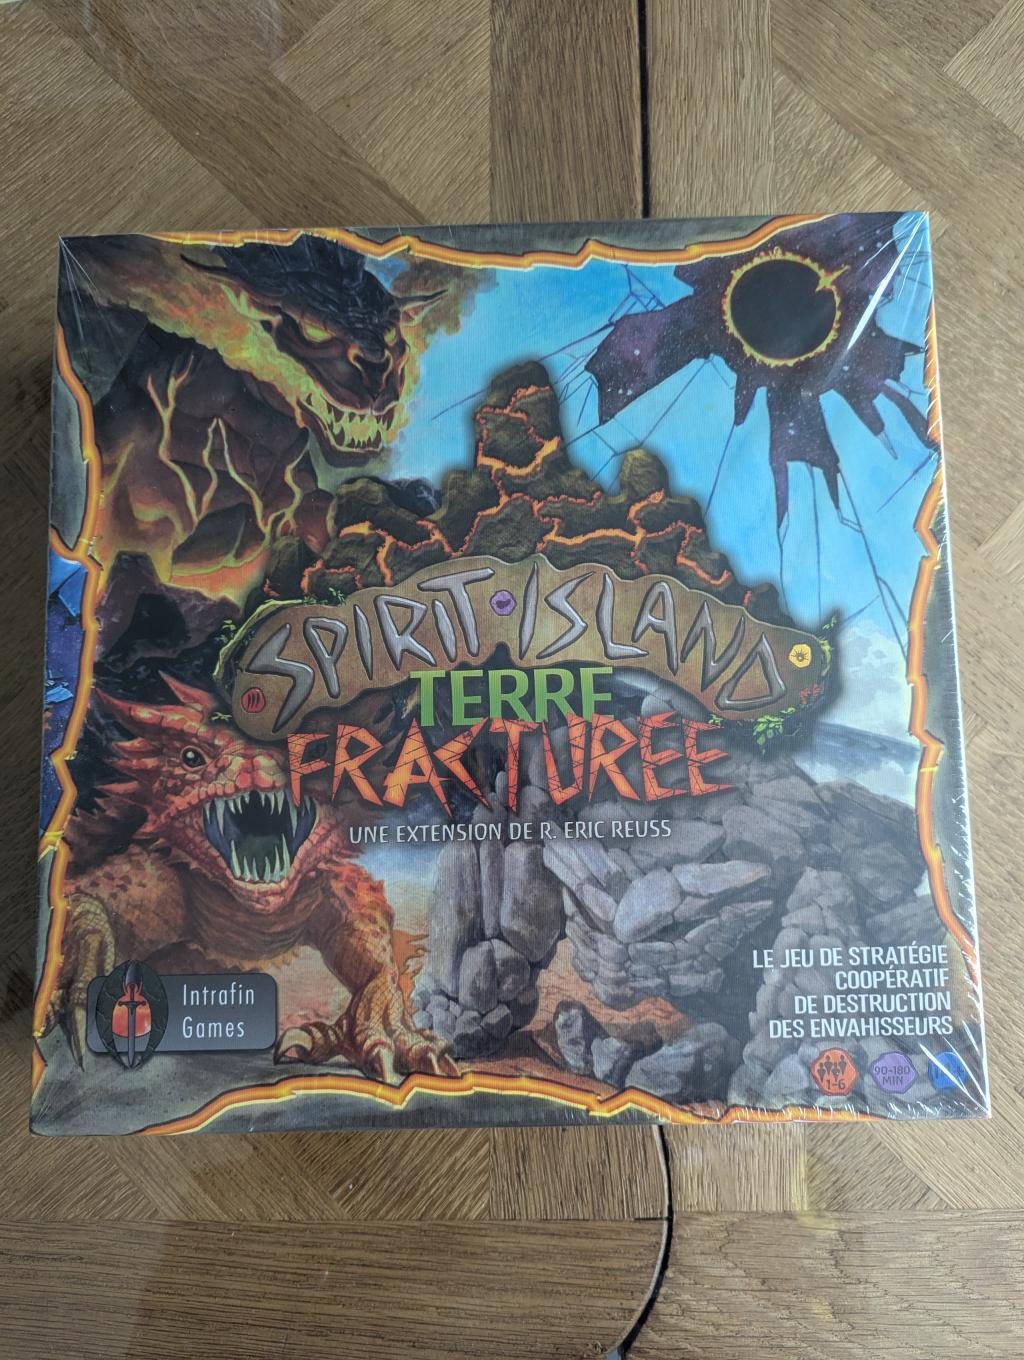 SPIRIT ISLAND
TERRE
FRACTURÉE
UNE EXTENSION DE R. ERIC REUSS
Intrafin
Games
LE JEU DE STRATÉGIE
COOPÉRATIF
DE DESTRUCTION
DES ENVAHISSEURS
1-6
90-180
MIN